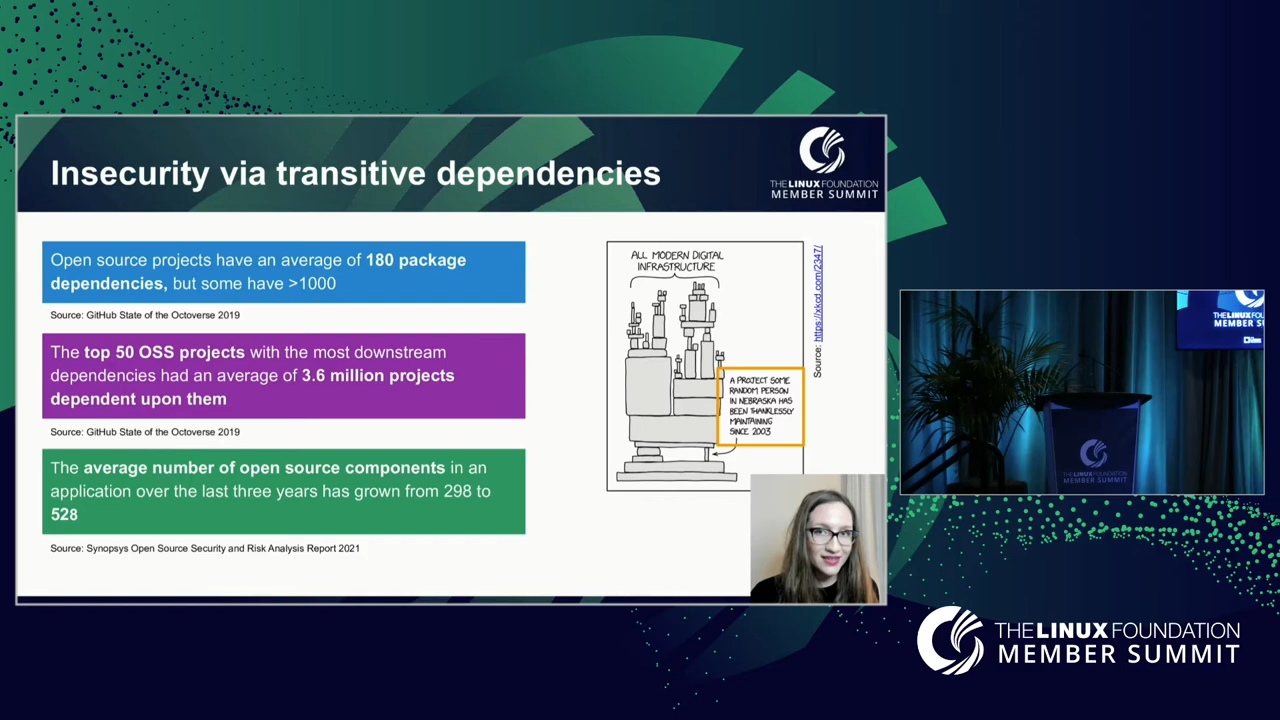 Insecurity via transitive dependencies
THE LINUX FOUNDATION
MEMBER SUMMIT
Open source projects have an average of 180 package
dependencies, but some have >1000
Source: GitHub State of the Octoverse 2019
The top 50 OSS projects with the most downstream
dependencies had an average of 3.6 million projects
dependent upon them
Source: GitHub State of the Octoverse 2019
The average number of open source components in an
application over the last three years has grown from 298 to
528
Source: Synopsys Open Source Security and Risk Analysis Report 2021
ALL MODERN DIGITAL
INFRASTRUCTURE
A PROJECT SOME
RANDOM PERSON
IN NEBRASKA HAS
BEEN THANKLESSLY
MAINTAINING
SINCE 2003
Source: https://xkcd.com/2347/
THE LINUX
MEMBER SU
THE LINUX FOUNDATION
MEMBER SUMMIT
THE LINUX FOUNDATION
MEMBER SUMMIT